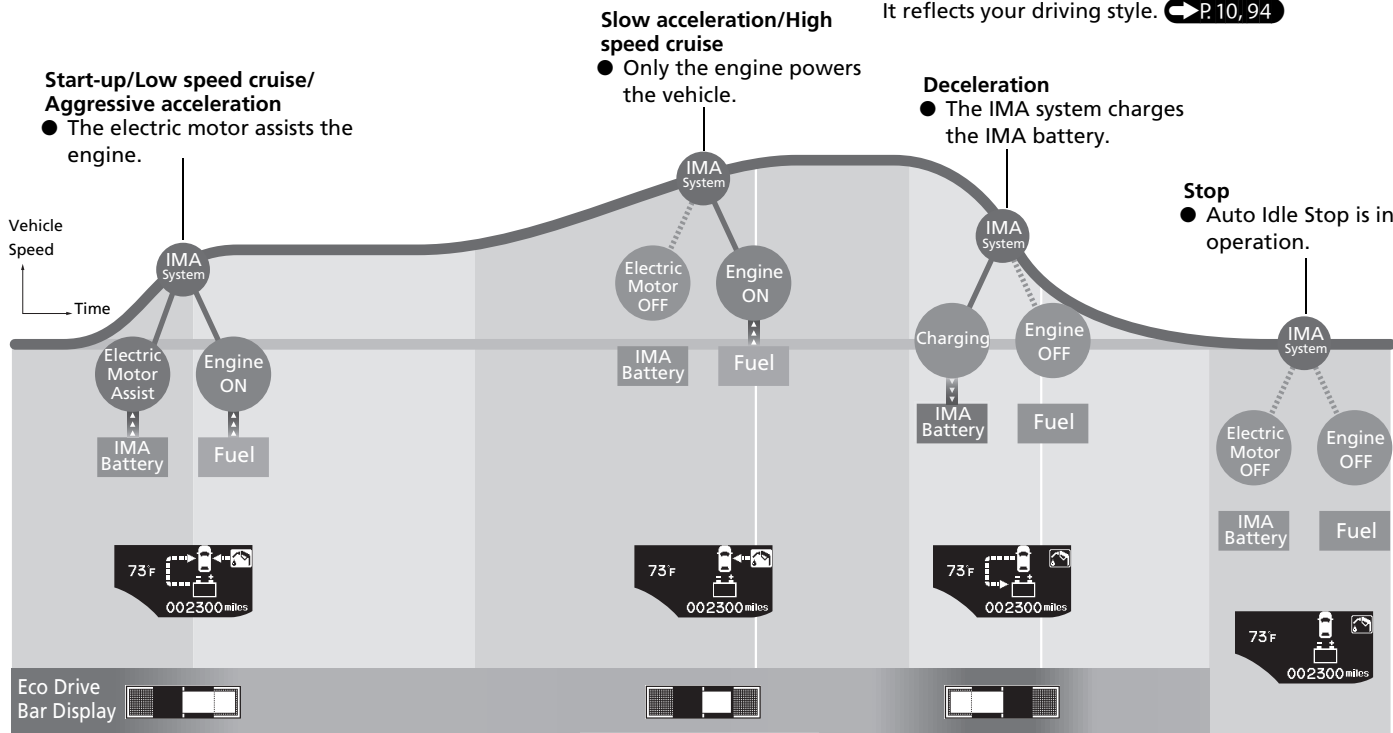 It reflects your driving style. P. 10, 94
Start-up/Low speed cruise/
Aggressive acceleration
● The electric motor assists the
engine.
Slow acceleration/High
speed cruise
● Only the engine powers
the vehicle.
Deceleration
● The IMA system charges
the IMA battery.
Stop
● Auto Idle Stop is in
operation.
Vehicle
Speed
Time
IMA
System
Electric
Motor
Assist
Engine
ON
IMA
Battery
Fuel
IMA
System
Electric
Motor
OFF
Engine
ON
IMA
Battery
Fuel
IMA
System
Charging
Engine
OFF
IMA
Battery
Fuel
IMA
System
Electric
Motor
OFF
Engine
OFF
IMA
Battery
Fuel
73°F
002300 miles
73°F
002300 miles
73°F
002300 miles
73°F
002300 miles
Eco Drive
Bar Display